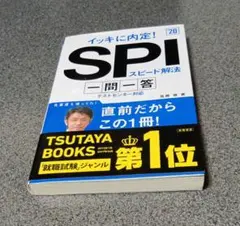 イッキに内定!
'20
SPI
スピード解法
一問一答
テストセンター対応
直前だから
この1冊!
TSUTAYA
BOOKS
「就職試験」ジャンル
第1位